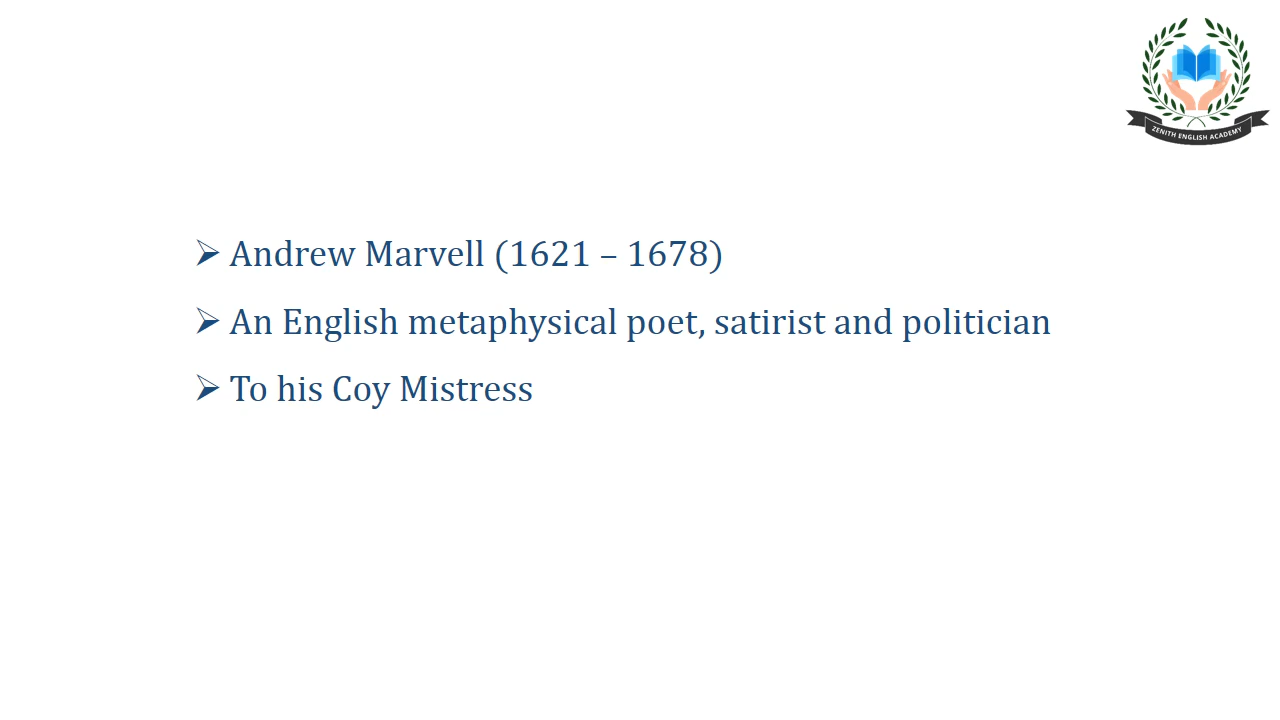 ZENITH ENGLISH ACADEMY
Andrew Marvell (1621 – 1678)
An English metaphysical poet, satirist and politician
To his Coy Mistress